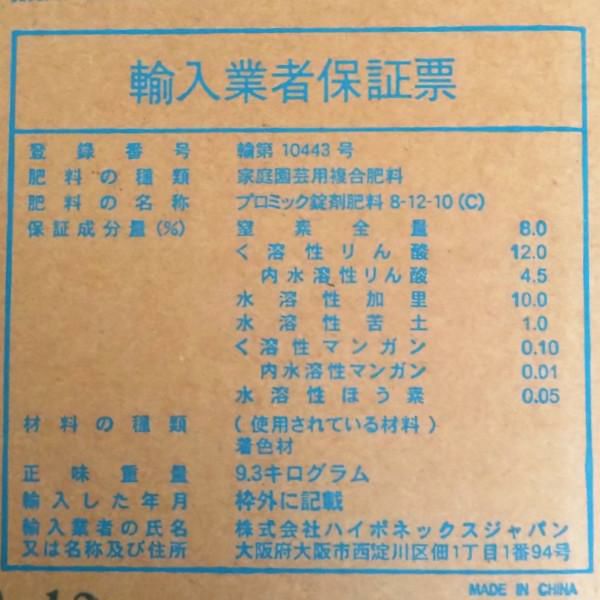 輸入業者保証票
登録番号 輸第 10443 号
肥料の種類 家庭園芸用複合肥料
肥料の名称 プロミック錠剤肥料 8-12-10 (C)
保証成分量(%) 窒素全量 8.0
く溶性りん酸 12.0
内水溶性りん酸 4.5
水溶性加里 10.0
水溶性苦土 1.0
く溶性マンガン 0.10
内水溶性マンガン 0.01
水溶性ほう素 0.05
材料の種類 (使用されている材料)
着色材
正味重量 9.3キログラム
輸入した年月 枠外に記載
輸入業者の氏名 株式会社ハイポネックスジャパン
又は名称及び住所 大阪府大阪市西淀川区佃1丁目1番94号
MADE IN CHINA